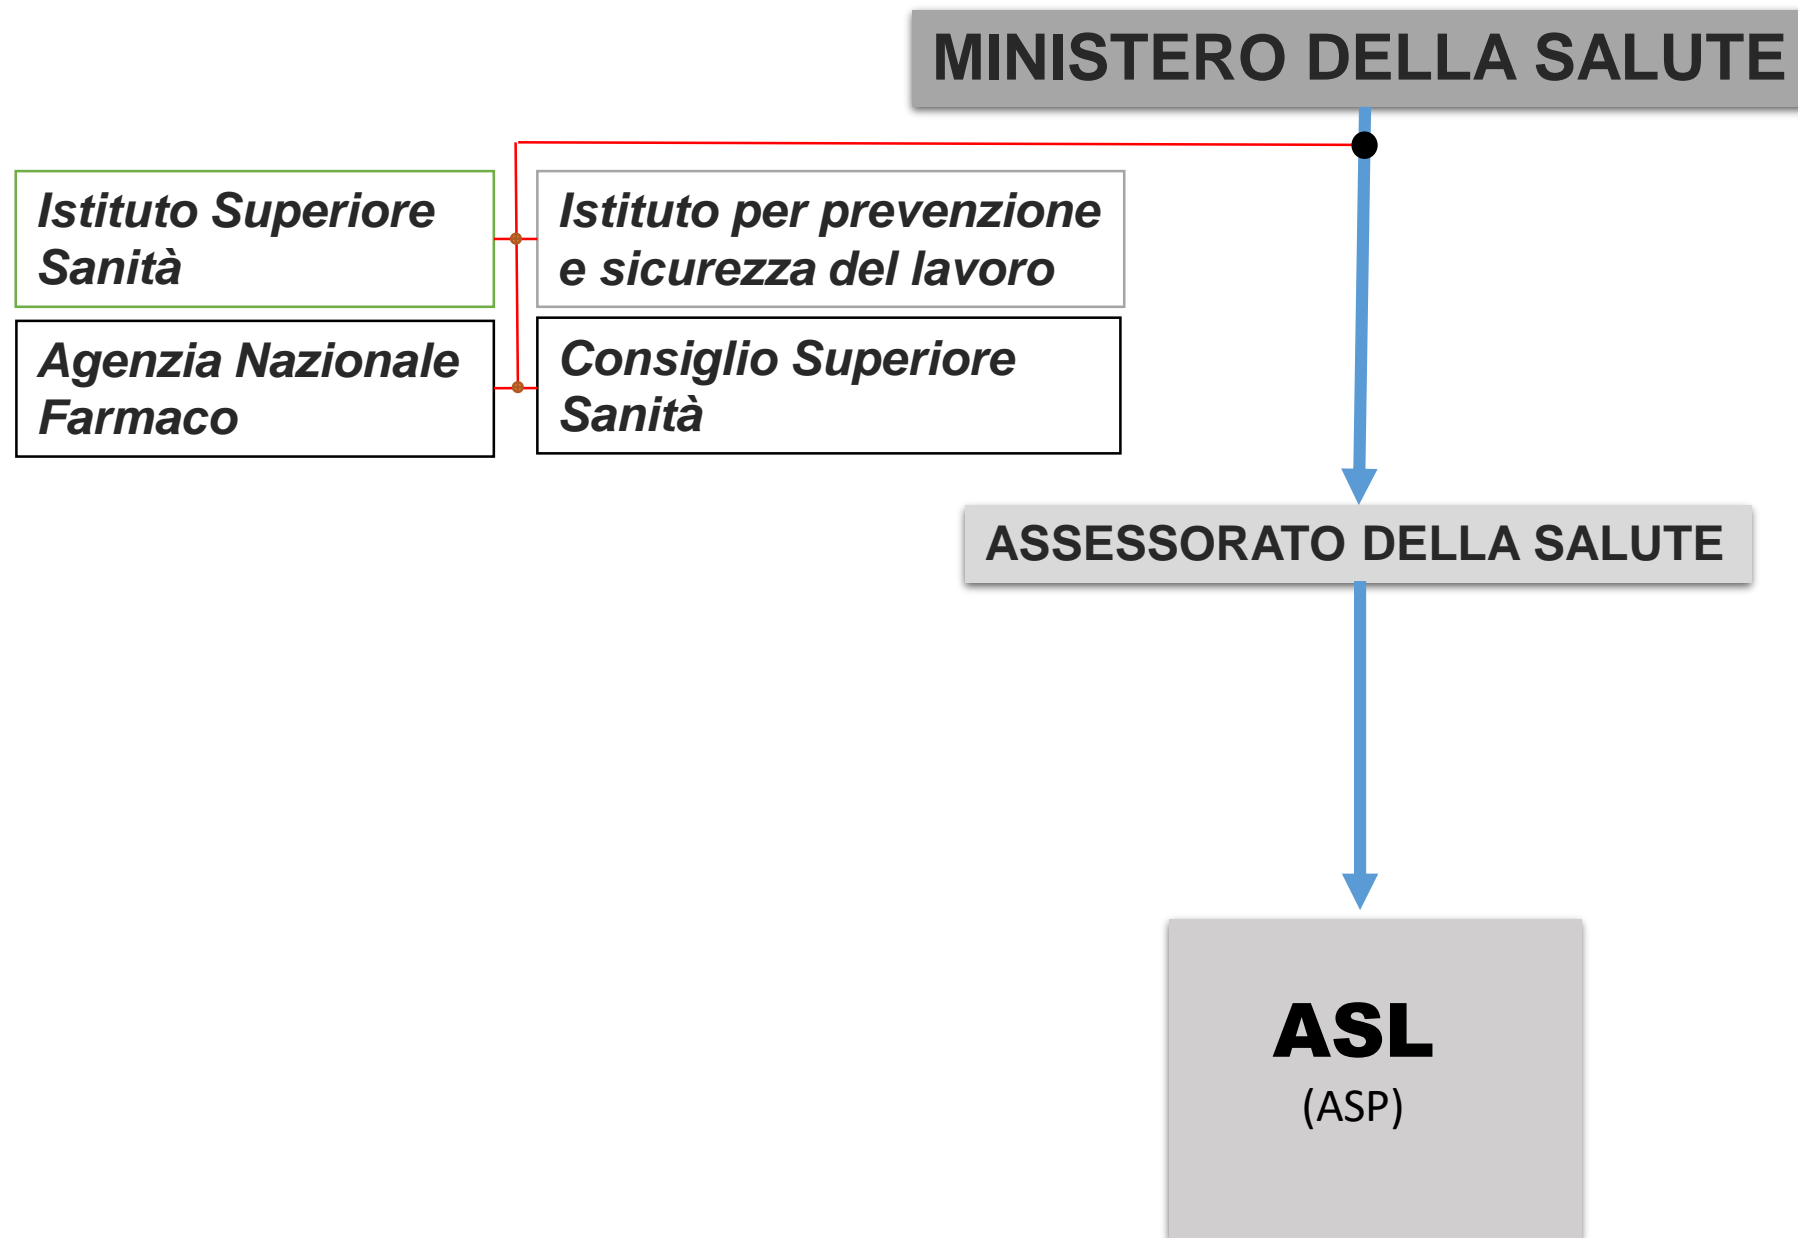 MINISTERO DELLA SALUTE
Istituto Superiore
Sanità
Istituto per prevenzione
e sicurezza del lavoro
Agenzia Nazionale
Farmaco
Consiglio Superiore
Sanità
ASSESSORATO DELLA SALUTE
ASL
(ASP)